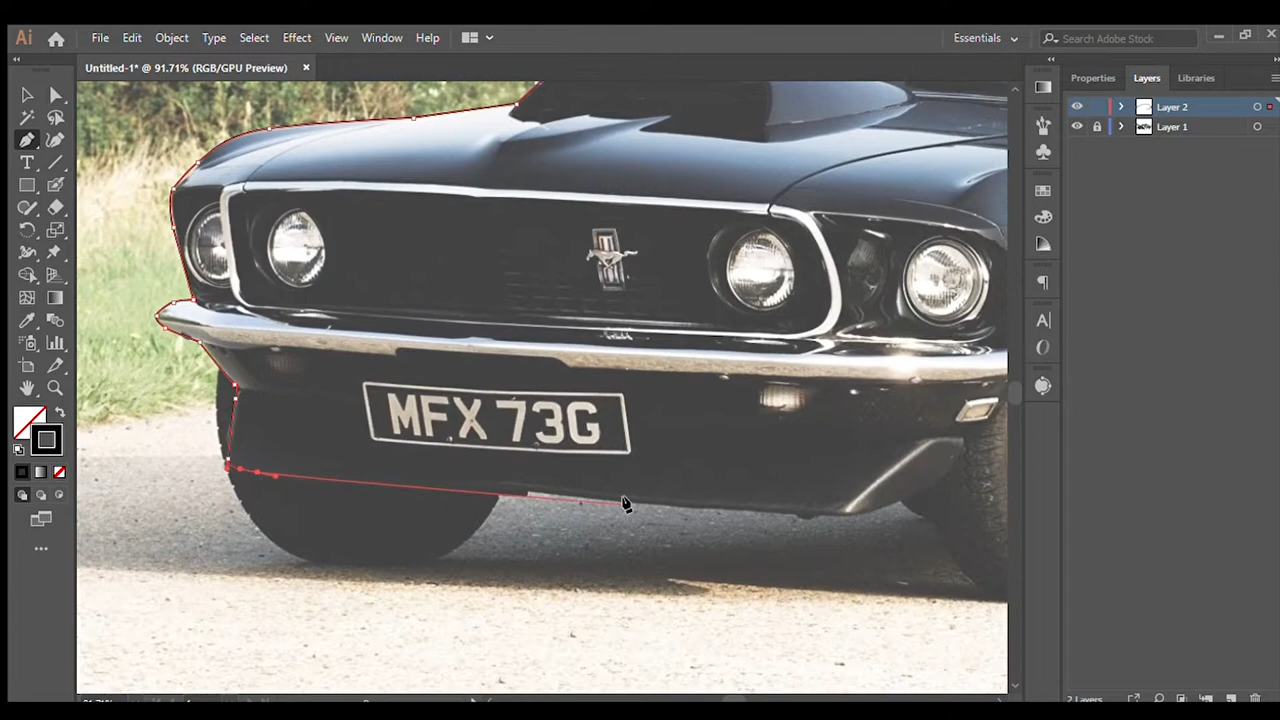 Ai File Edit Object Type Select Effect View Window Help Essentials Search Adobe Stock
Untitled-1* @ 91.71% (RGB/GPU Preview)
Properties Layers Libraries
Layer 2
Layer 1
MFX 73G
2 Layers